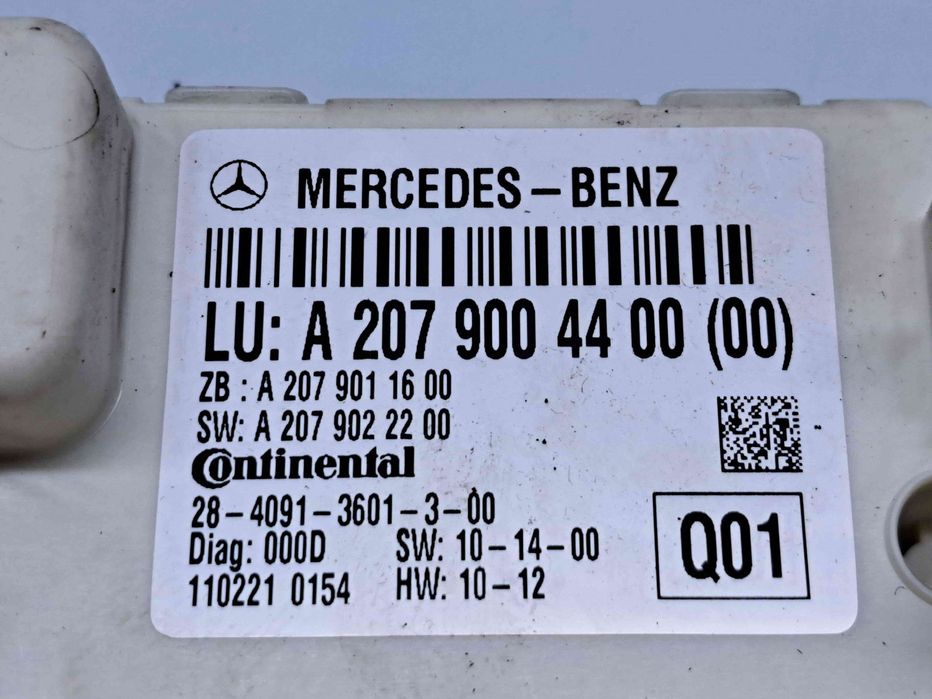 MERCEDES-BENZ
LU: A 207 900 44 00 (00)
ZB : A 207 901 16 00
SW: A 207 902 22 00
Continental
28-4091-3601-3-00
Diag: 000D SW: 10-14-00
110221 0154 HW: 10-12
Q01